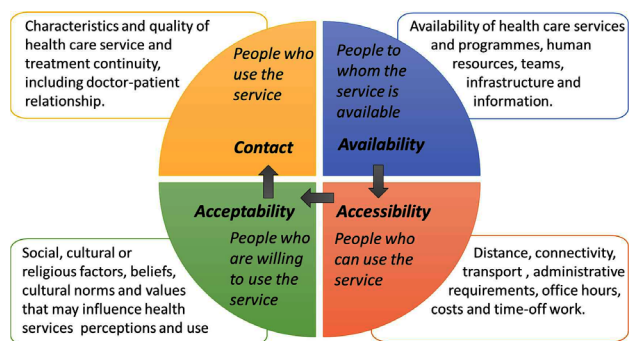 Characteristics and quality of
health care service and
treatment continuity,
including doctor-patient
relationship.
People who
use the
service
Contact
People to
whom the
service is
available
Availability
Availability of health care services
and programmes, human
resources, teams,
infrastructure and
information.
Social, cultural or
religious factors, beliefs,
cultural norms and values
that may influence health
services perceptions and use
Acceptability
People who
are willing
to use the
service
Accessibility
People who
can use the
service
Distance, connectivity,
transport , administrative
requirements, office hours,
costs and time-off work.